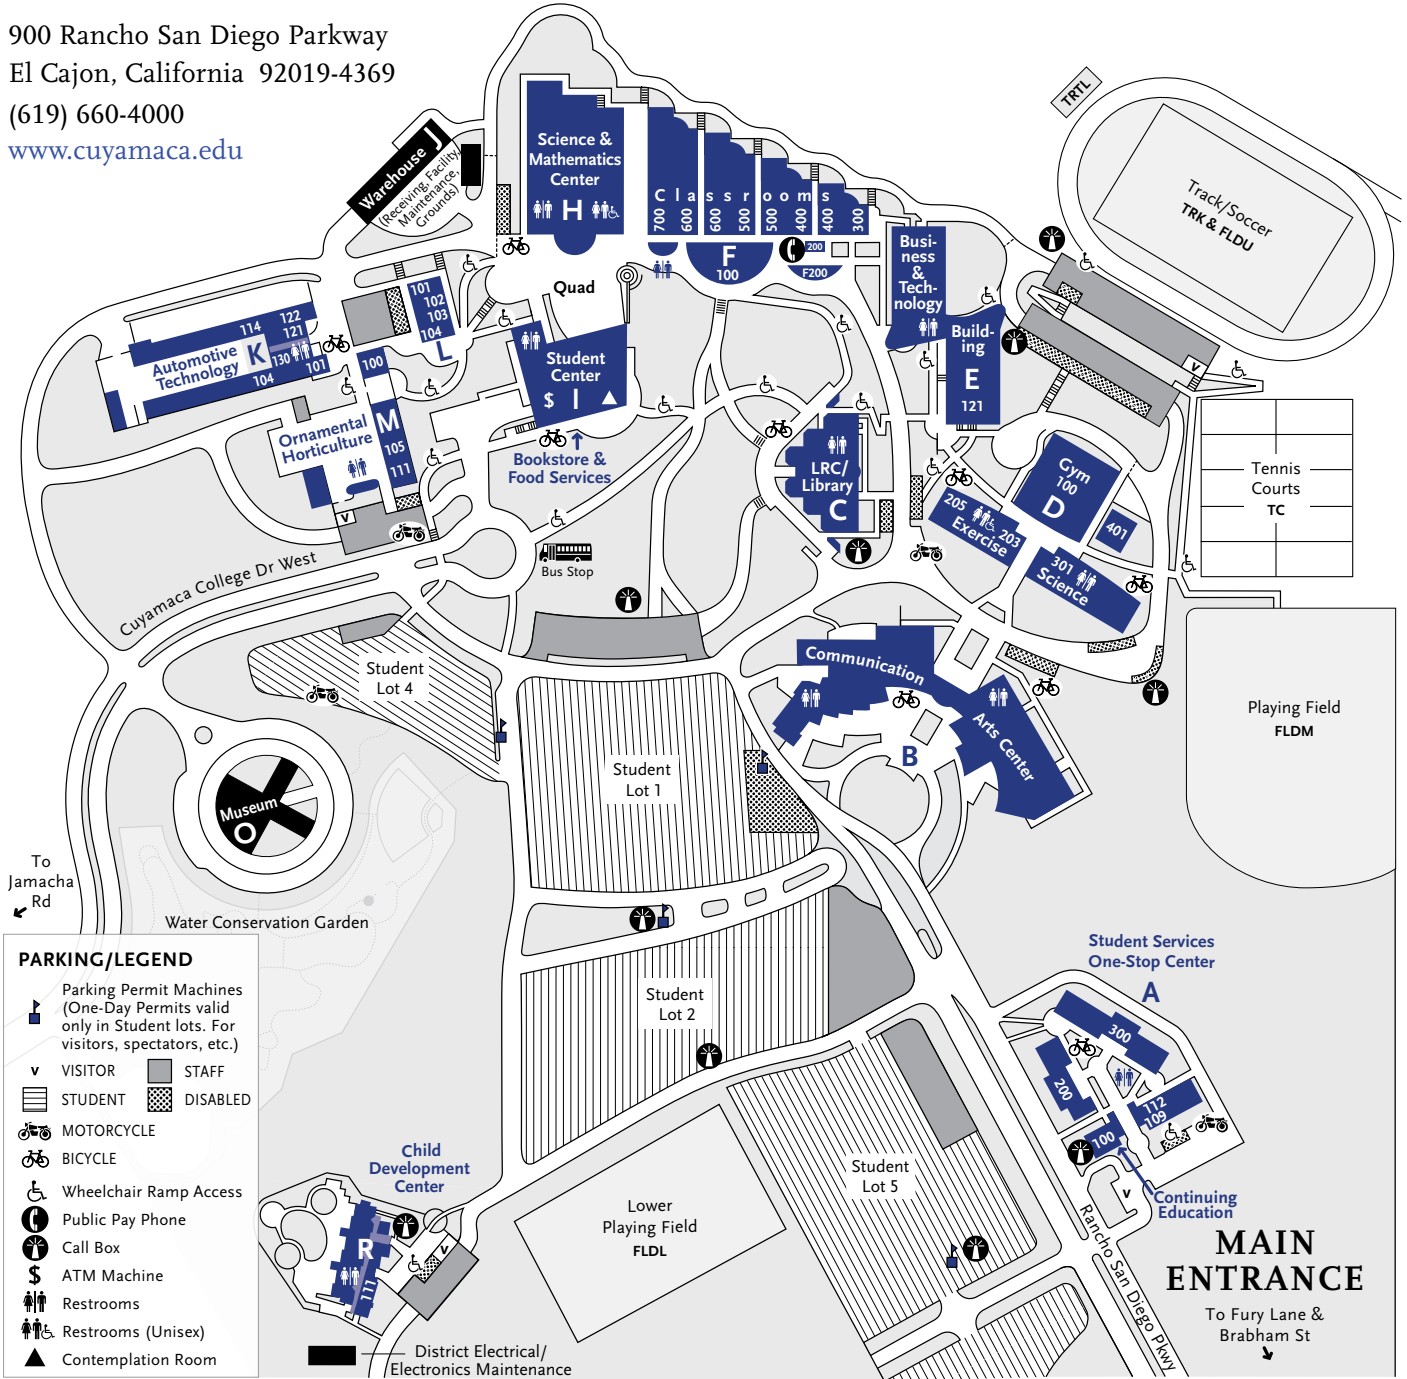 900 Rancho San Diego Parkway
El Cajon, California 92019-4369
(619) 660-4000
www.cuyamaca.edu
TRTL
Track/Soccer
TRK & FLDU
Warehouse J
(Receiving, Facility,
Maintenance,
Grounds)
Science &
Mathematics
Center
H
Classrooms
700
600
600
500
500
400
400
300
F
100
200
F200
Quad
Busi-
ness
&
Tech-
nology
Build-
ing
E
121
101
102
103
104
L
114
122
121
Automotive
Technology
K
130
101
104
100
M
105
111
Ornamental
Horticulture
V
Student
Center
$ I
Bookstore &
Food Services
LRC/
Library
C
V
Gym
100
D
401
205
203
Exercise
301
Science
Tennis
Courts
TC
Bus Stop
Cuyamaca College Dr West
Student
Lot 4
Communication
Arts Center
B
Playing Field
FLDM
Student
Lot 1
Museum
O
To
Jamacha
Rd
Water Conservation Garden
Student
Lot 2
Student Services
One-Stop Center
A
300
200
112
109
100
V
Continuing
Education
Student
Lot 5
Child
Development
Center
R
111
V
Lower
Playing Field
FLDL
Rancho San Diego Pkwy
MAIN
ENTRANCE
To Fury Lane &
Brabham St
District Electrical/
Electronics Maintenance
PARKING/LEGEND
Parking Permit Machines
(One-Day Permits valid
only in Student lots. For
visitors, spectators, etc.)
V VISITOR
STAFF
STUDENT
DISABLED
MOTORCYCLE
BICYCLE
Wheelchair Ramp Access
Public Pay Phone
Call Box
$ ATM Machine
Restrooms
Restrooms (Unisex)
Contemplation Room